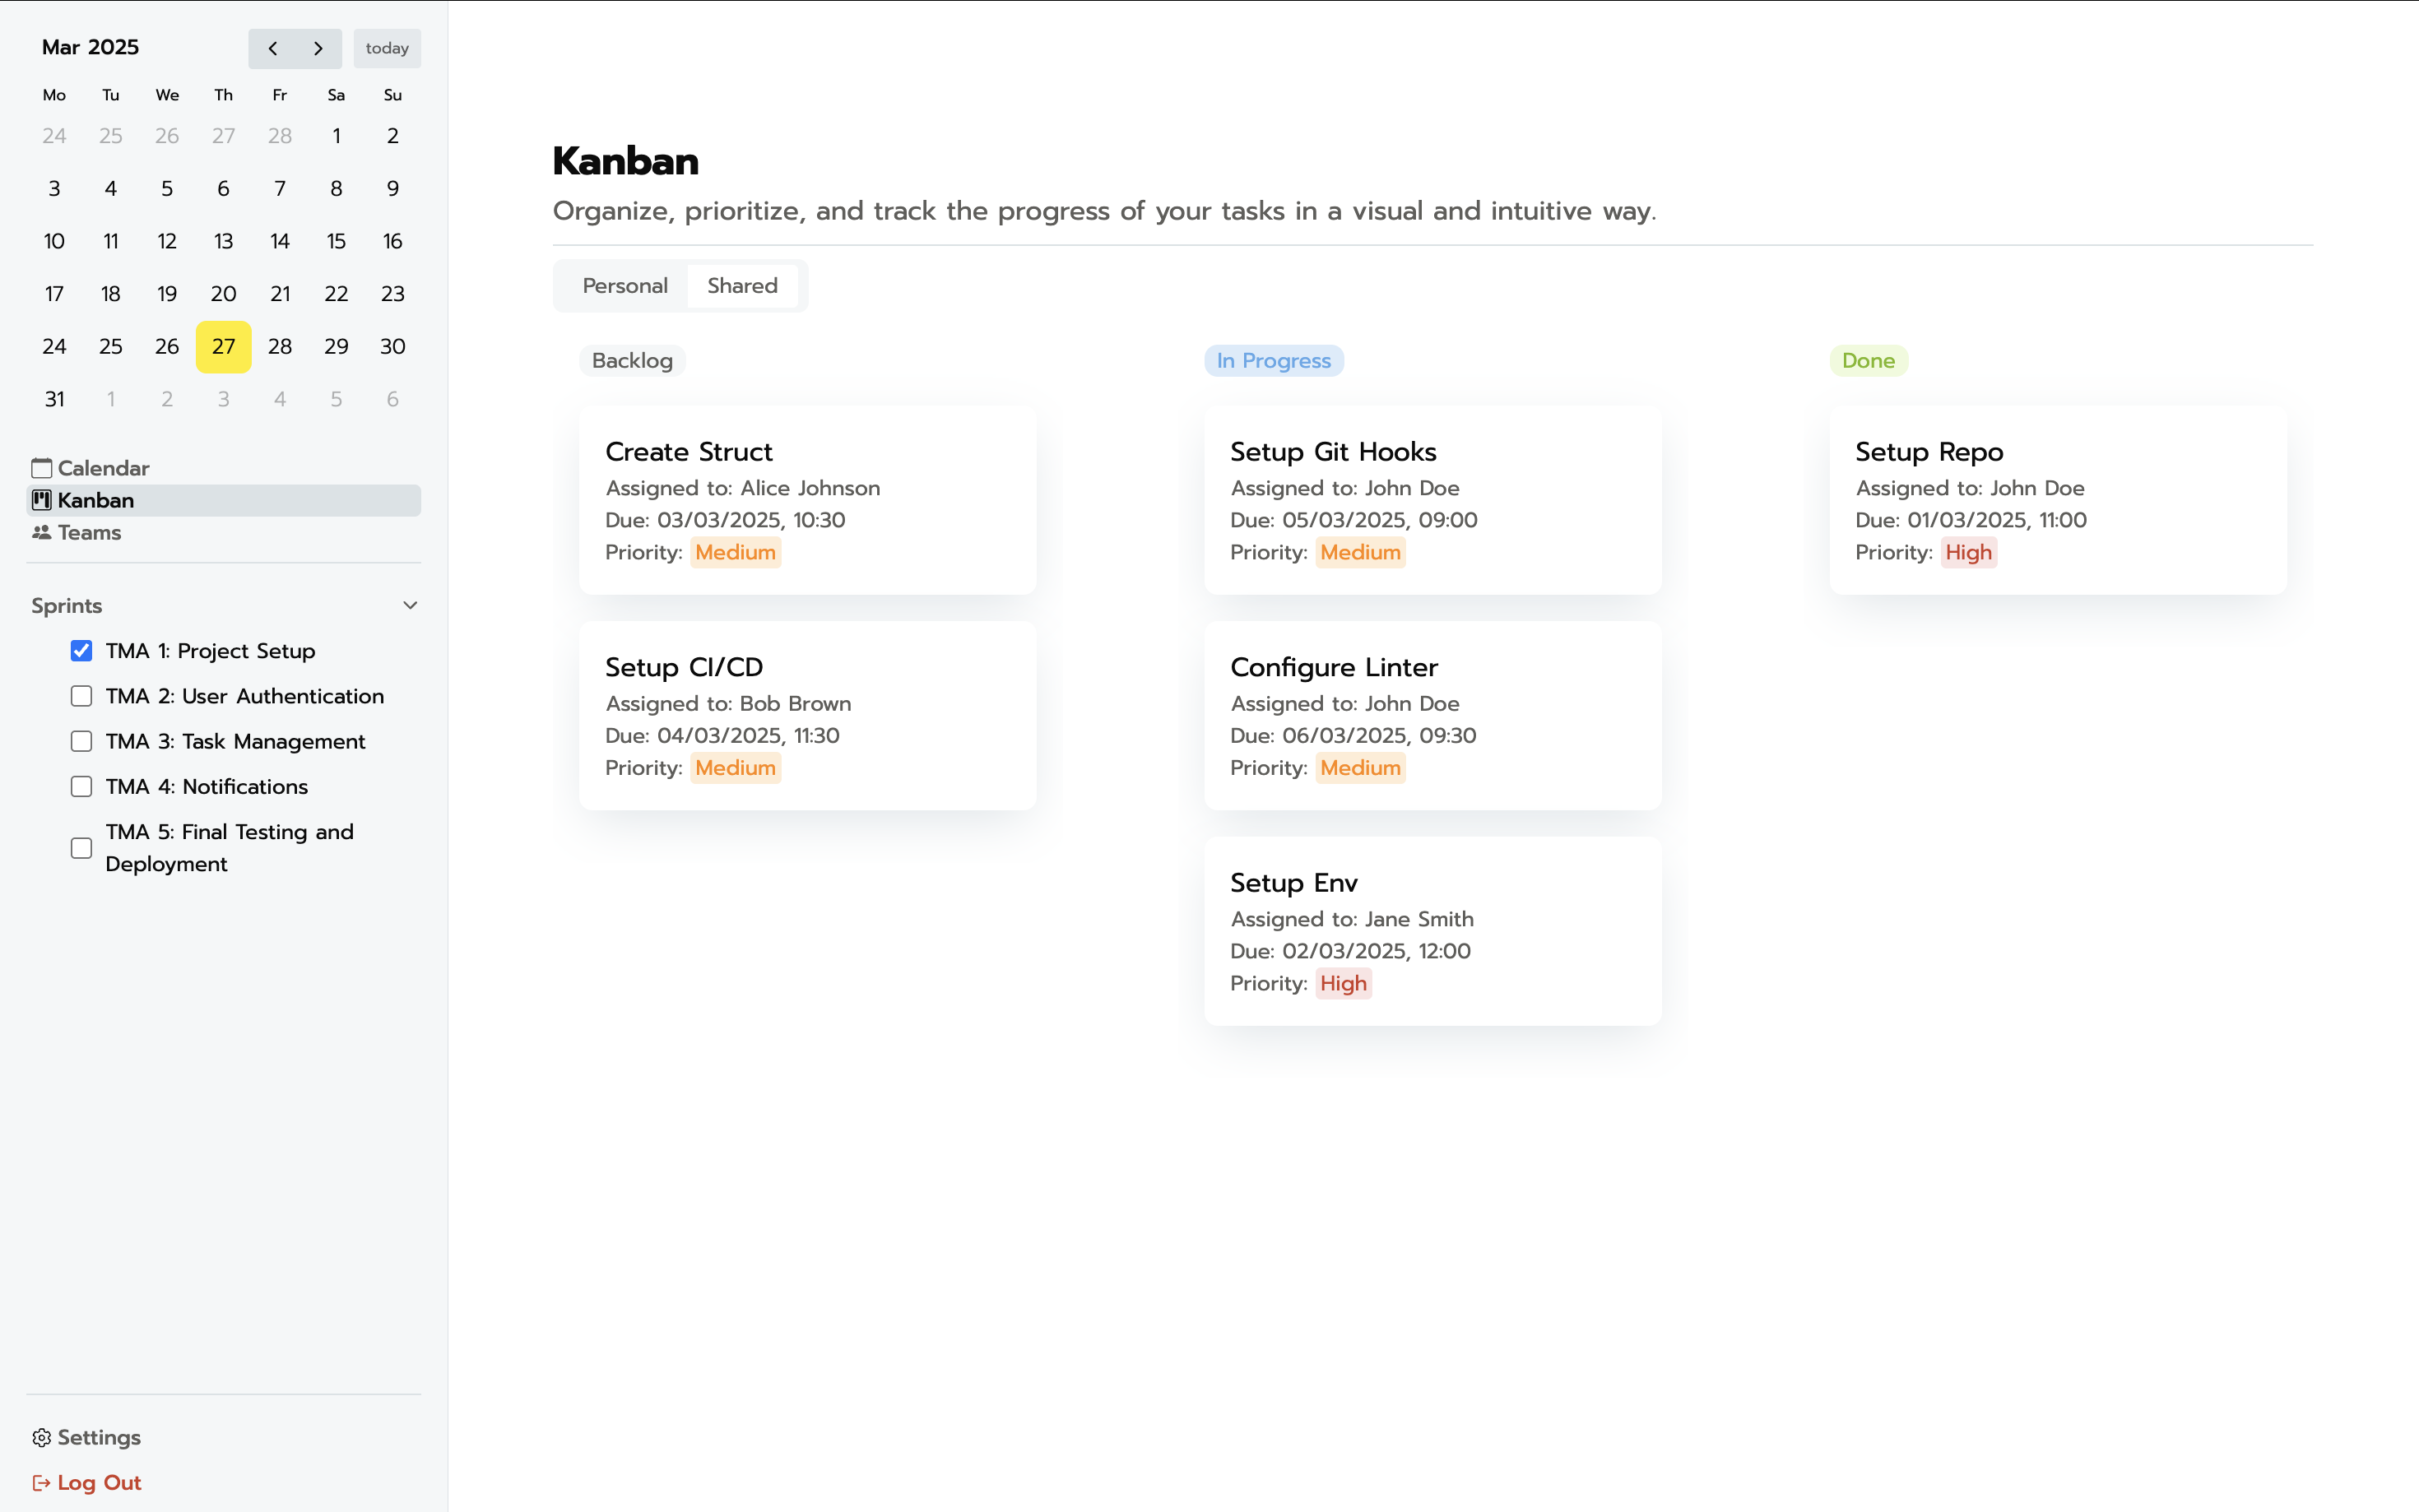 Mar 2025
today
Mo Tu We Th Fr Sa Su
24 25 26 27 28 1 2
3 4 5 6 7 8 9
10 11 12 13 14 15 16
17 18 19 20 21 22 23
24 25 26 27 28 29 30
31 1 2 3 4 5 6
Calendar
Kanban
Teams
Sprints
TMA 1: Project Setup
TMA 2: User Authentication
TMA 3: Task Management
TMA 4: Notifications
TMA 5: Final Testing and
Deployment
Settings
Log Out
Kanban
Organize, prioritize, and track the progress of your tasks in a visual and intuitive way.
Personal
Shared
Backlog
Create Struct
Assigned to: Alice Johnson
Due: 03/03/2025, 10:30
Priority: Medium
Setup CI/CD
Assigned to: Bob Brown
Due: 04/03/2025, 11:30
Priority: Medium
In Progress
Setup Git Hooks
Assigned to: John Doe
Due: 05/03/2025, 09:00
Priority: Medium
Configure Linter
Assigned to: John Doe
Due: 06/03/2025, 09:30
Priority: Medium
Setup Env
Assigned to: Jane Smith
Due: 02/03/2025, 12:00
Priority: High
Done
Setup Repo
Assigned to: John Doe
Due: 01/03/2025, 11:00
Priority: High